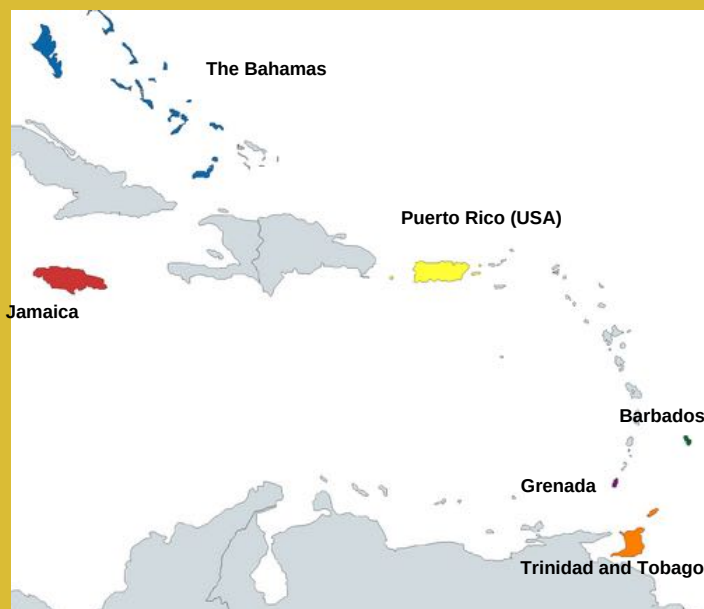 The Bahamas
Puerto Rico (USA)
Jamaica
Barbados
Grenada
Trinidad and Tobago